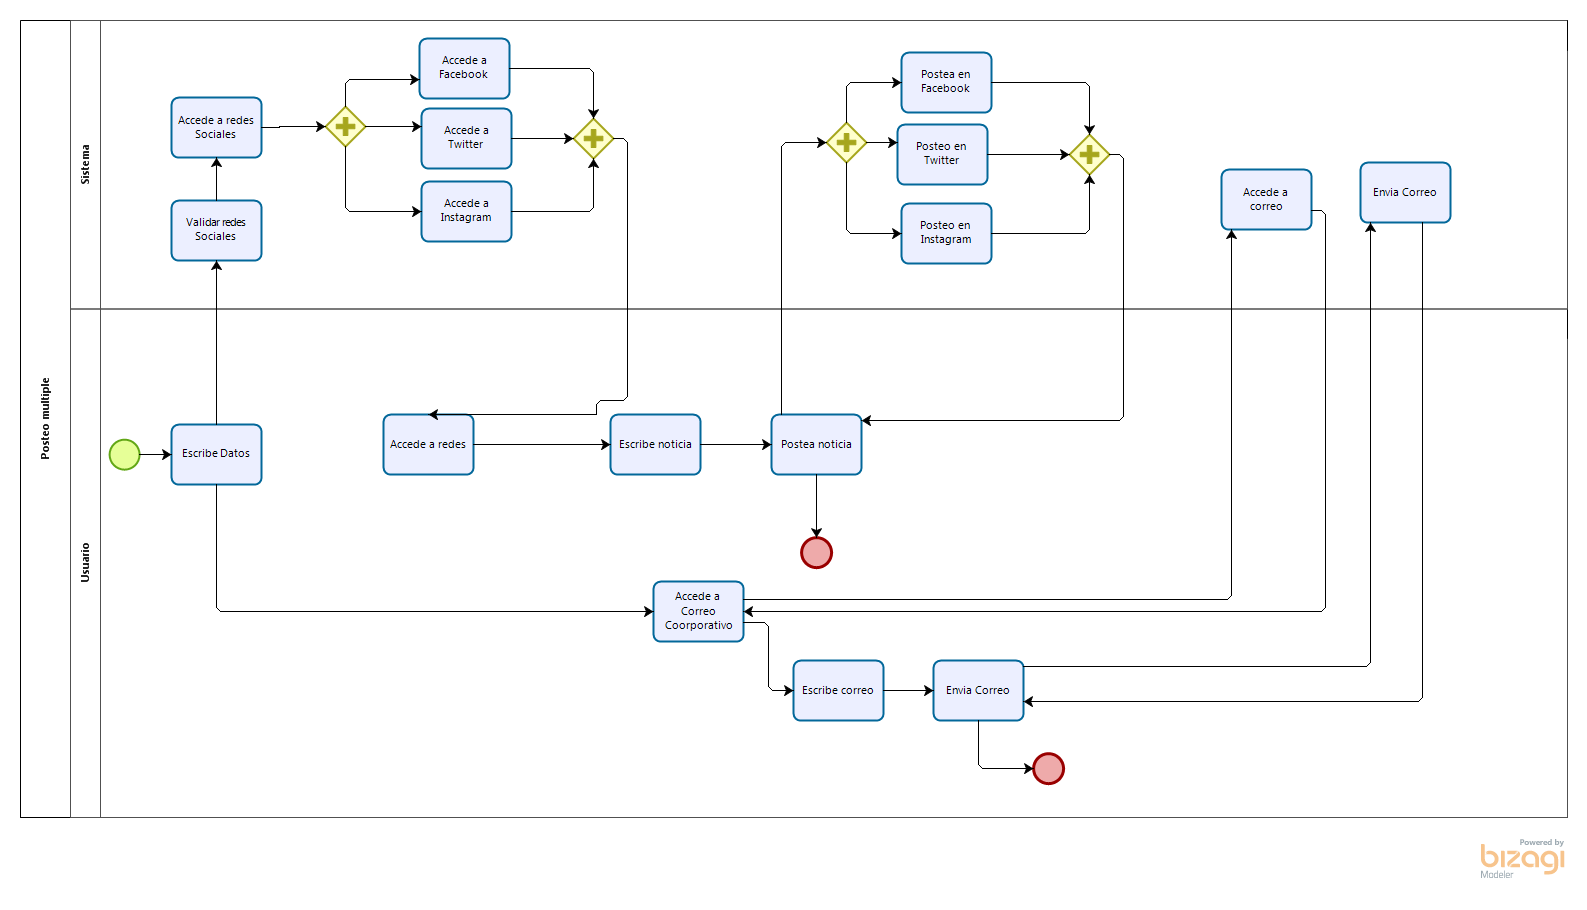 Posteo multiple
Sistema
Accede a redes
Sociales
Validar redes
Sociales
Accede a
Facebook
Accede a
Twitter
Accede a
Instagram
Postea en
Facebook
Posteo en
Twitter
Posteo en
Instagram
Accede a
correo
Envia Correo
Usuario
Escribe Datos
Accede a redes
Escribe noticia
Postea noticia
Accede a
Correo
Coorporativo
Escribe correo
Envia Correo
Powered by
bizagi
Modeler